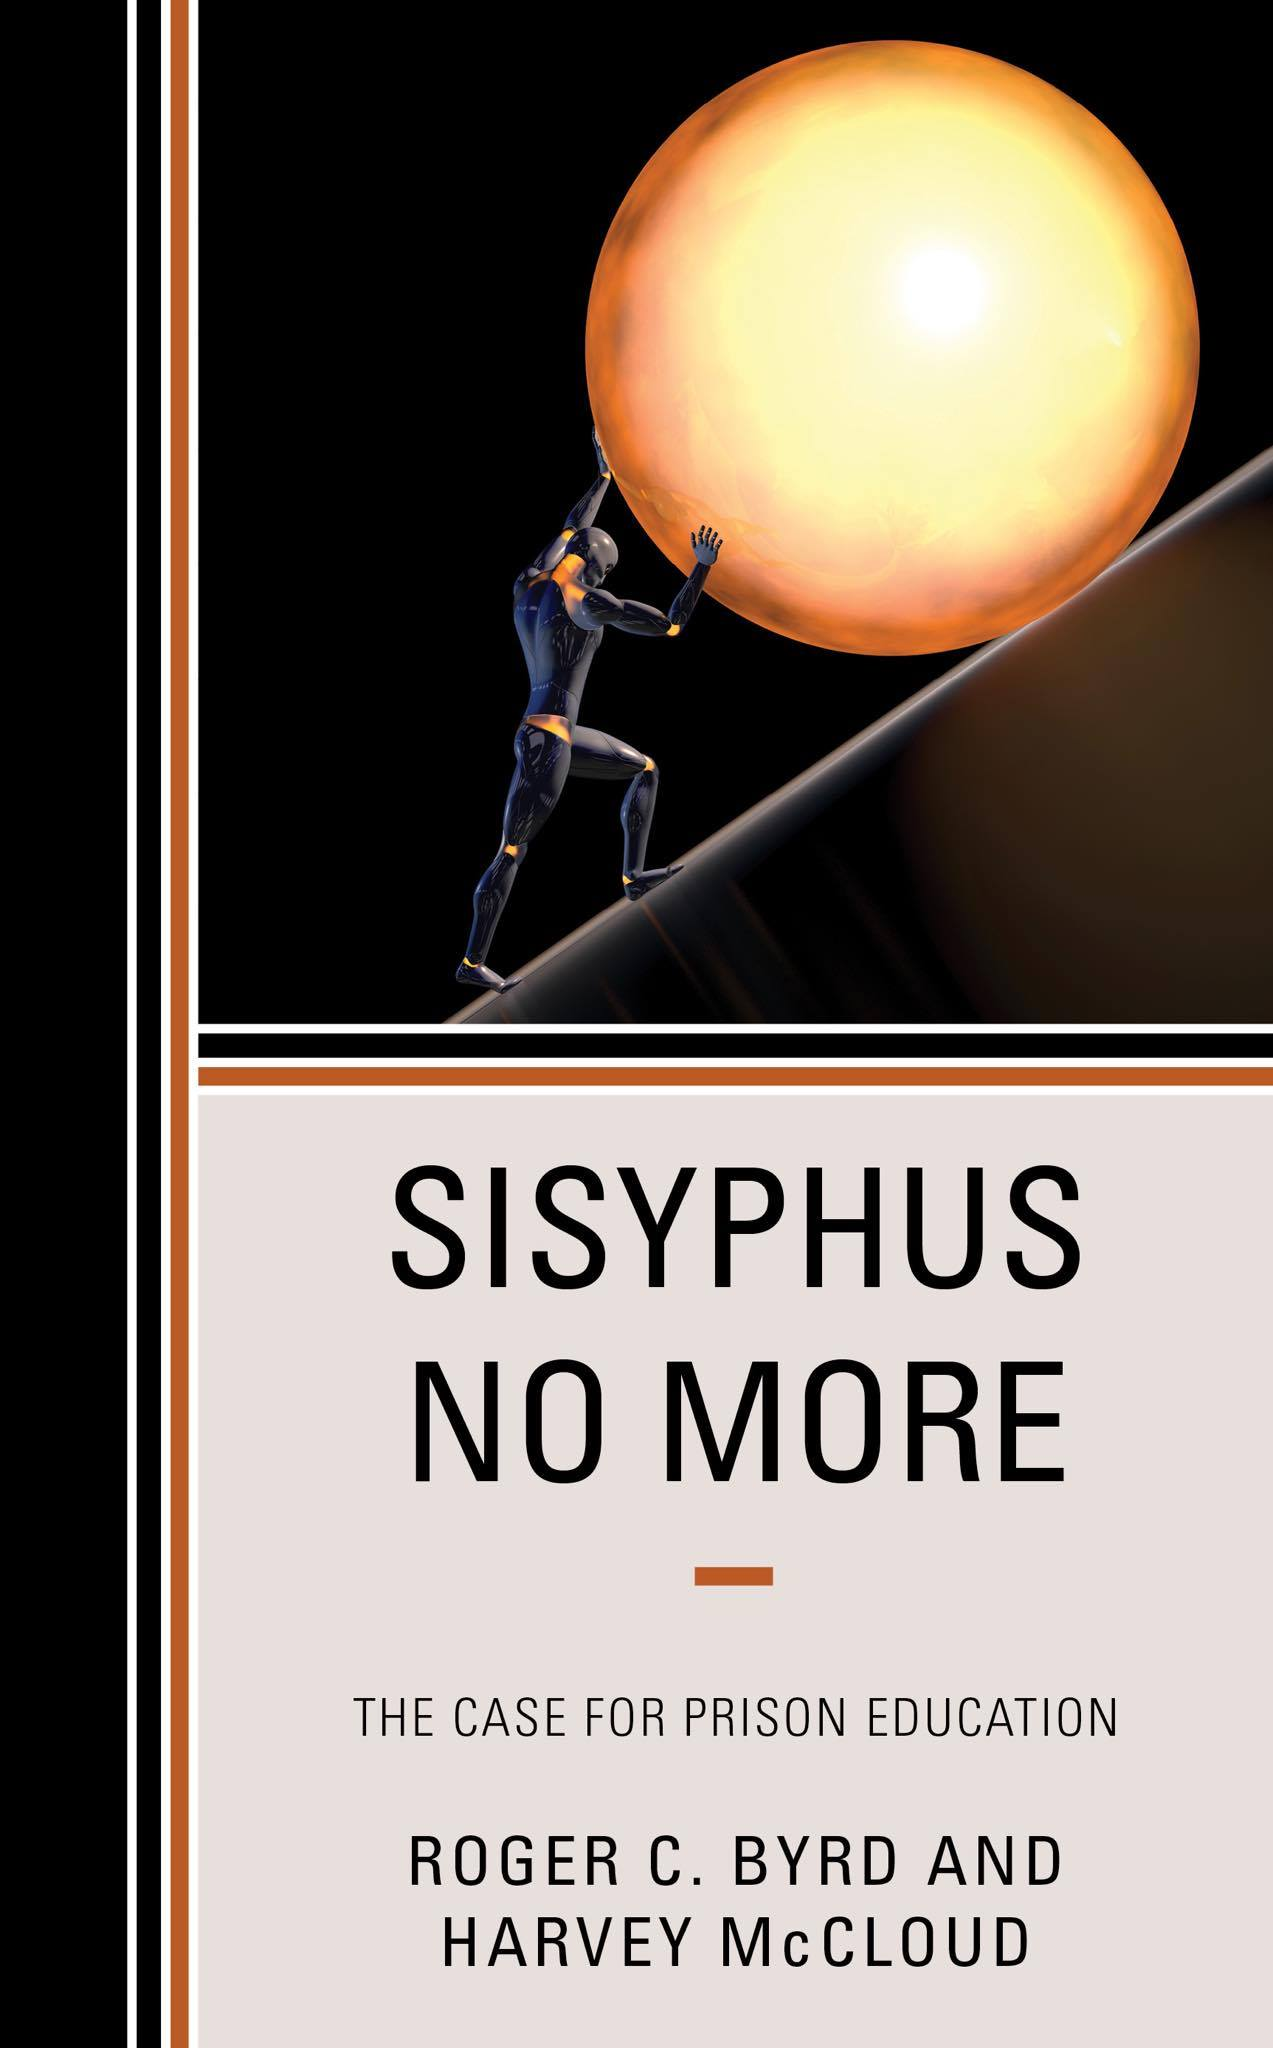 SISYPHUS
NO MORE
THE CASE FOR PRISON EDUCATION
ROGER C. BYRD AND
HARVEY McCLOUD